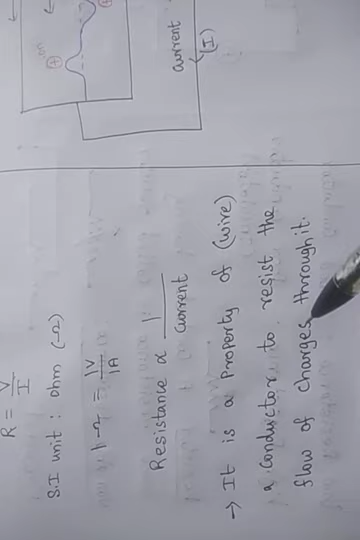 on
current
(I)
R = V/I
S.I unit : ohm (Ω)
1 Ω = 1V/1A
Resistance α 1/current
→ It is a Property of (wire)
a conductor to resist the
flow of charges through it.